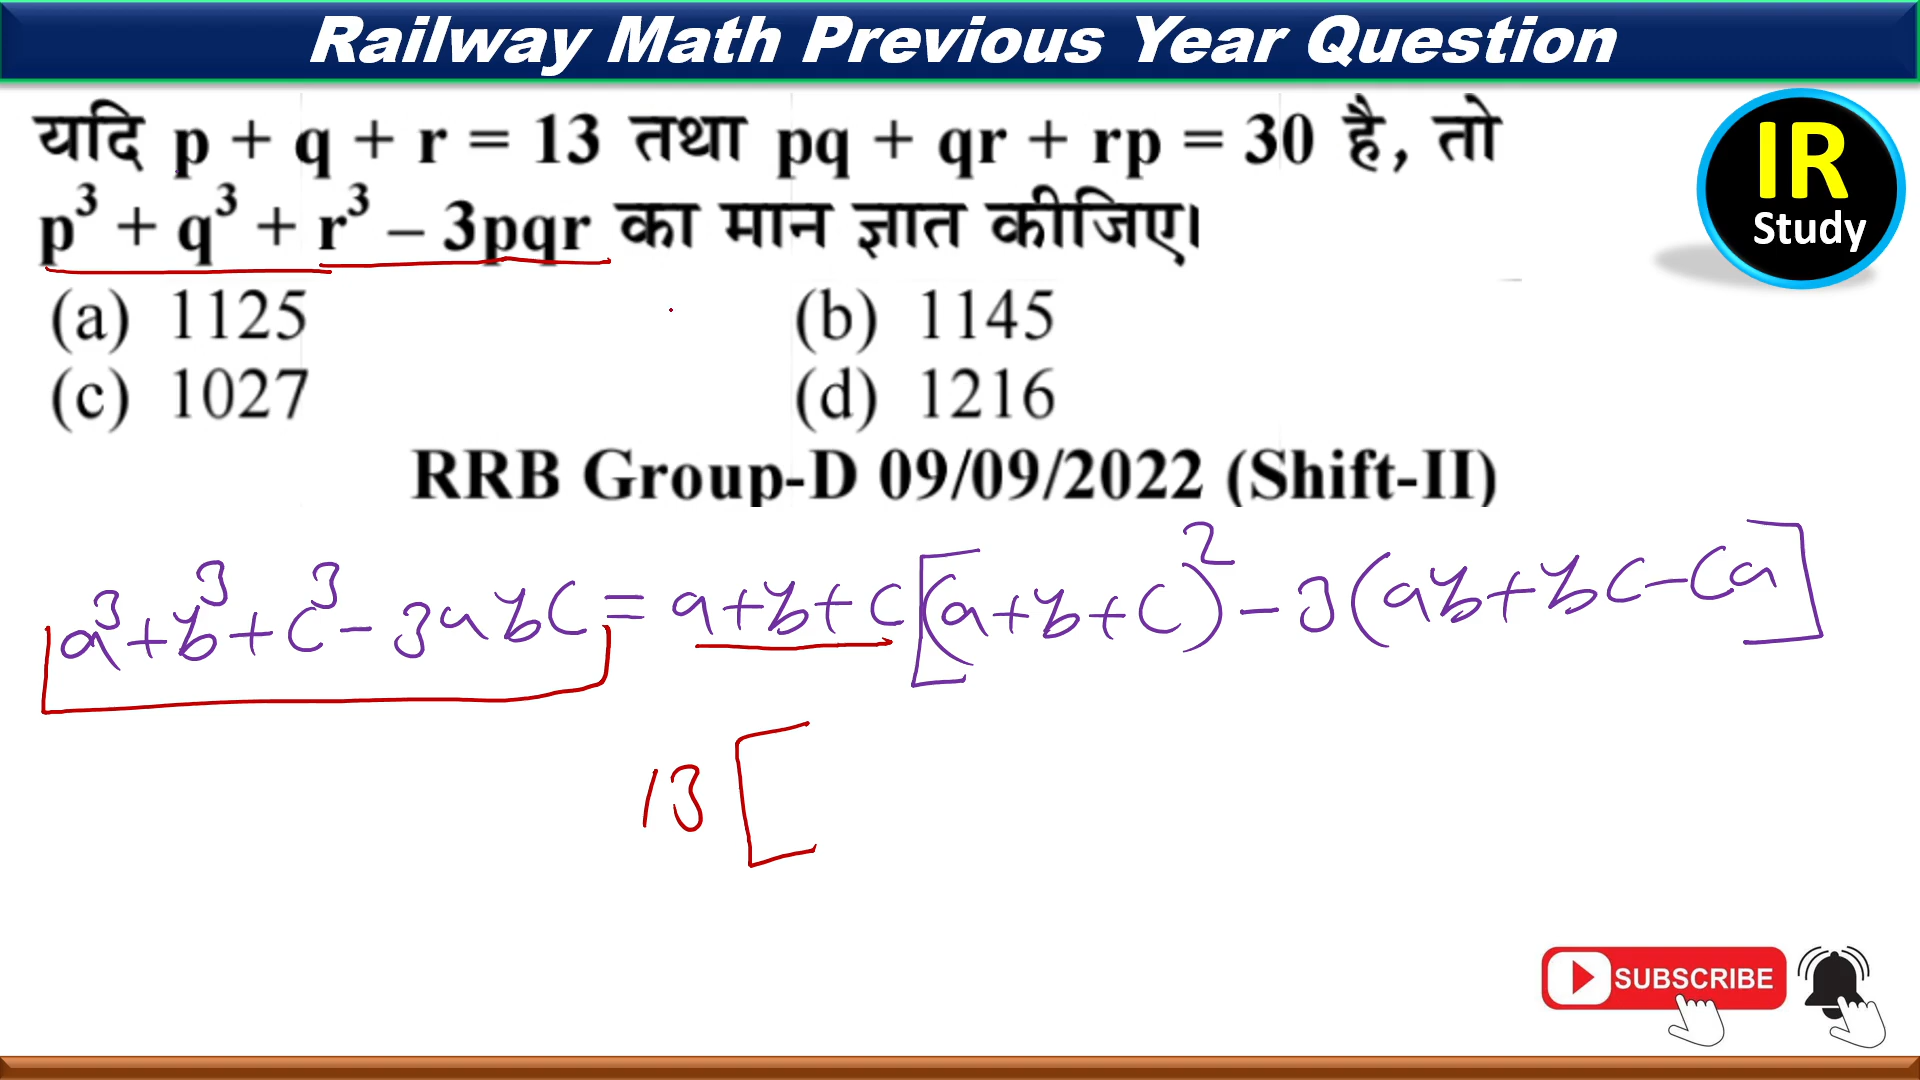 Railway Math Previous Year Question
यदि p + q + r = 13 तथा pq + qr + rp = 30 है, तो
p³ + q³ + r³ – 3pqr का मान ज्ञात कीजिए।
(a) 1125 (b) 1145
(c) 1027 (d) 1216
RRB Group-D 09/09/2022 (Shift-II)
IR
Study
a³+b³+c³-3abc = a+b+c[(a+b+c)²-3(ab+bc-ca]
13[
SUBSCRIBE